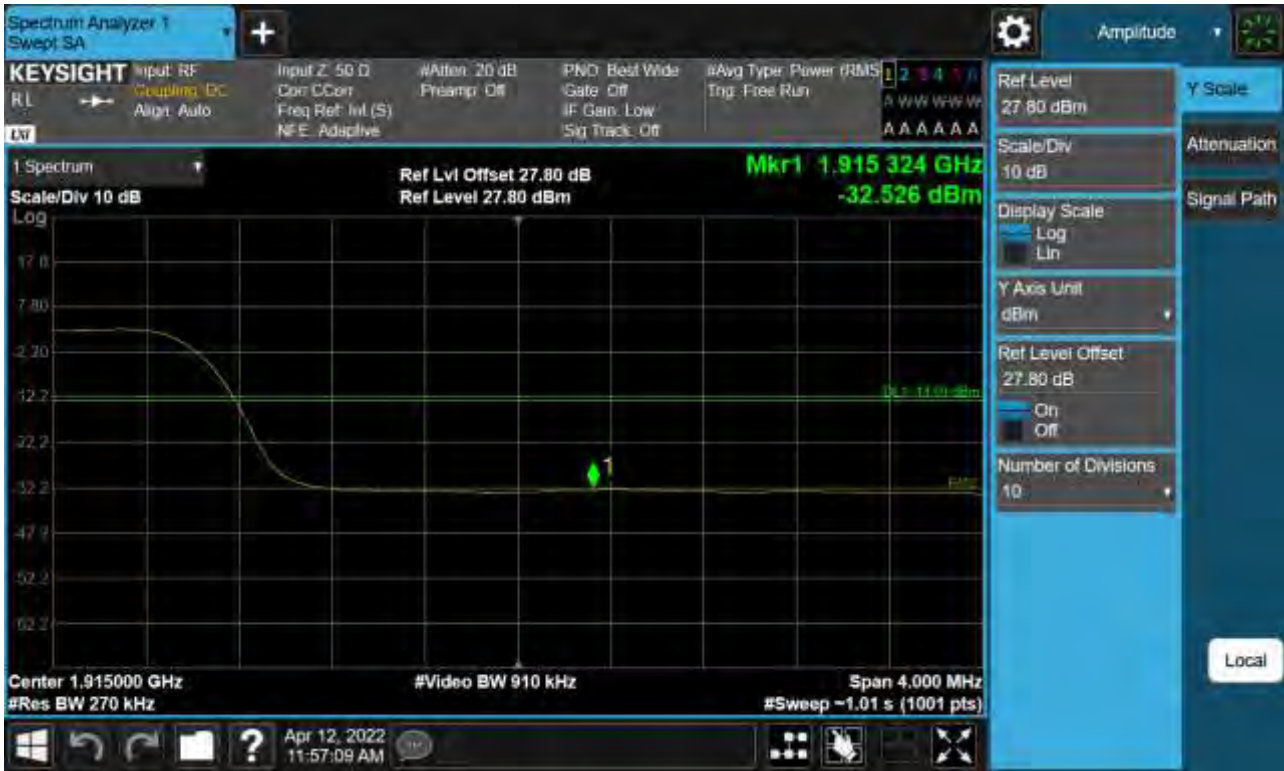 Spectrum Analyzer 1
Swept SA
Amplitude
KEYSIGHT
RL
Input: RF
Coupling: DC
Align: Auto
Input Z: 50 Ω
Corr CCorr
Freq Ref: Int (S)
NFE: Adaptive
#Atten: 20 dB
Preamp: Off
PNO: Best Wide
Gate: Off
IF Gain: Low
Sig Track: Off
#Avg Type: Power (RMS
Trig: Free Run
1 2 3 4 5 6
A W W W W W
A A A A A A
LXI
1 Spectrum
Scale/Div 10 dB
Ref Lvl Offset 27.80 dB
Ref Level 27.80 dBm
Mkr1 1.915 324 GHz
-32.526 dBm
Log
17.8
7.80
-2.20
-12.2
-22.2
-32.2
-42.2
-52.2
-62.2
DL1 -13.00 dBm
1
RMS
Center 1.915000 GHz
#Res BW 270 kHz
#Video BW 910 kHz
Span 4.000 MHz
#Sweep ~1.01 s (1001 pts)
Ref Level
27.80 dBm
Scale/Div
10 dB
Display Scale
Log
Lin
Y Axis Unit
dBm
Ref Level Offset
27.80 dB
On
Off
Number of Divisions
10
Y Scale
Attenuation
Signal Path
Local
?
Apr 12, 2022
11:57:09 AM